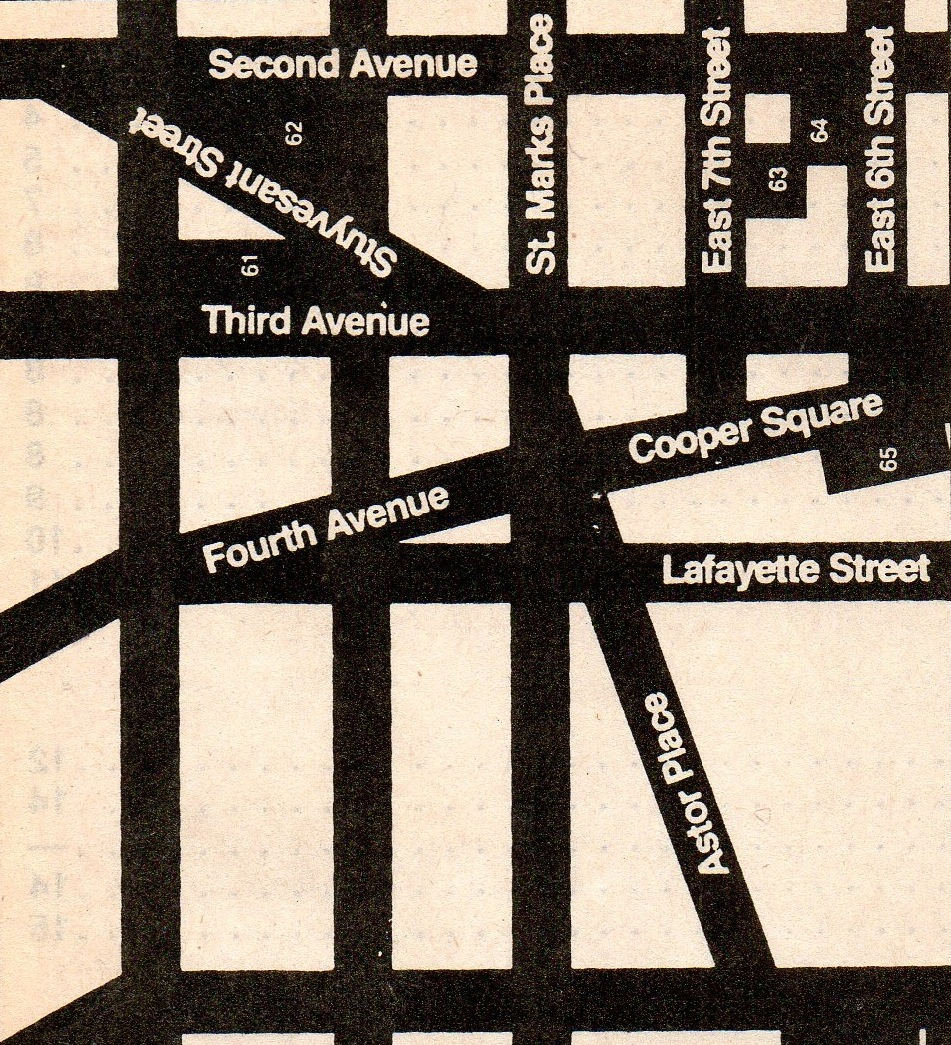 Second Avenue
St. Marks Place
East 7th Street
East 6th Street
Stuyvesant Street
62
64
63
61
Third Avenue
Cooper Square
65
Fourth Avenue
Lafayette Street
Astor Place